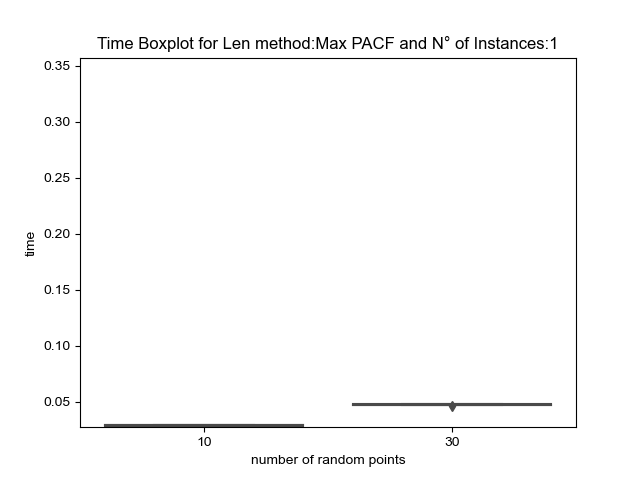 Time Boxplot for Len method:Max PACF and N° of Instances:1
0.35
0.30
0.25
0.20
0.15
0.10
0.05
time
10 30
number of random points